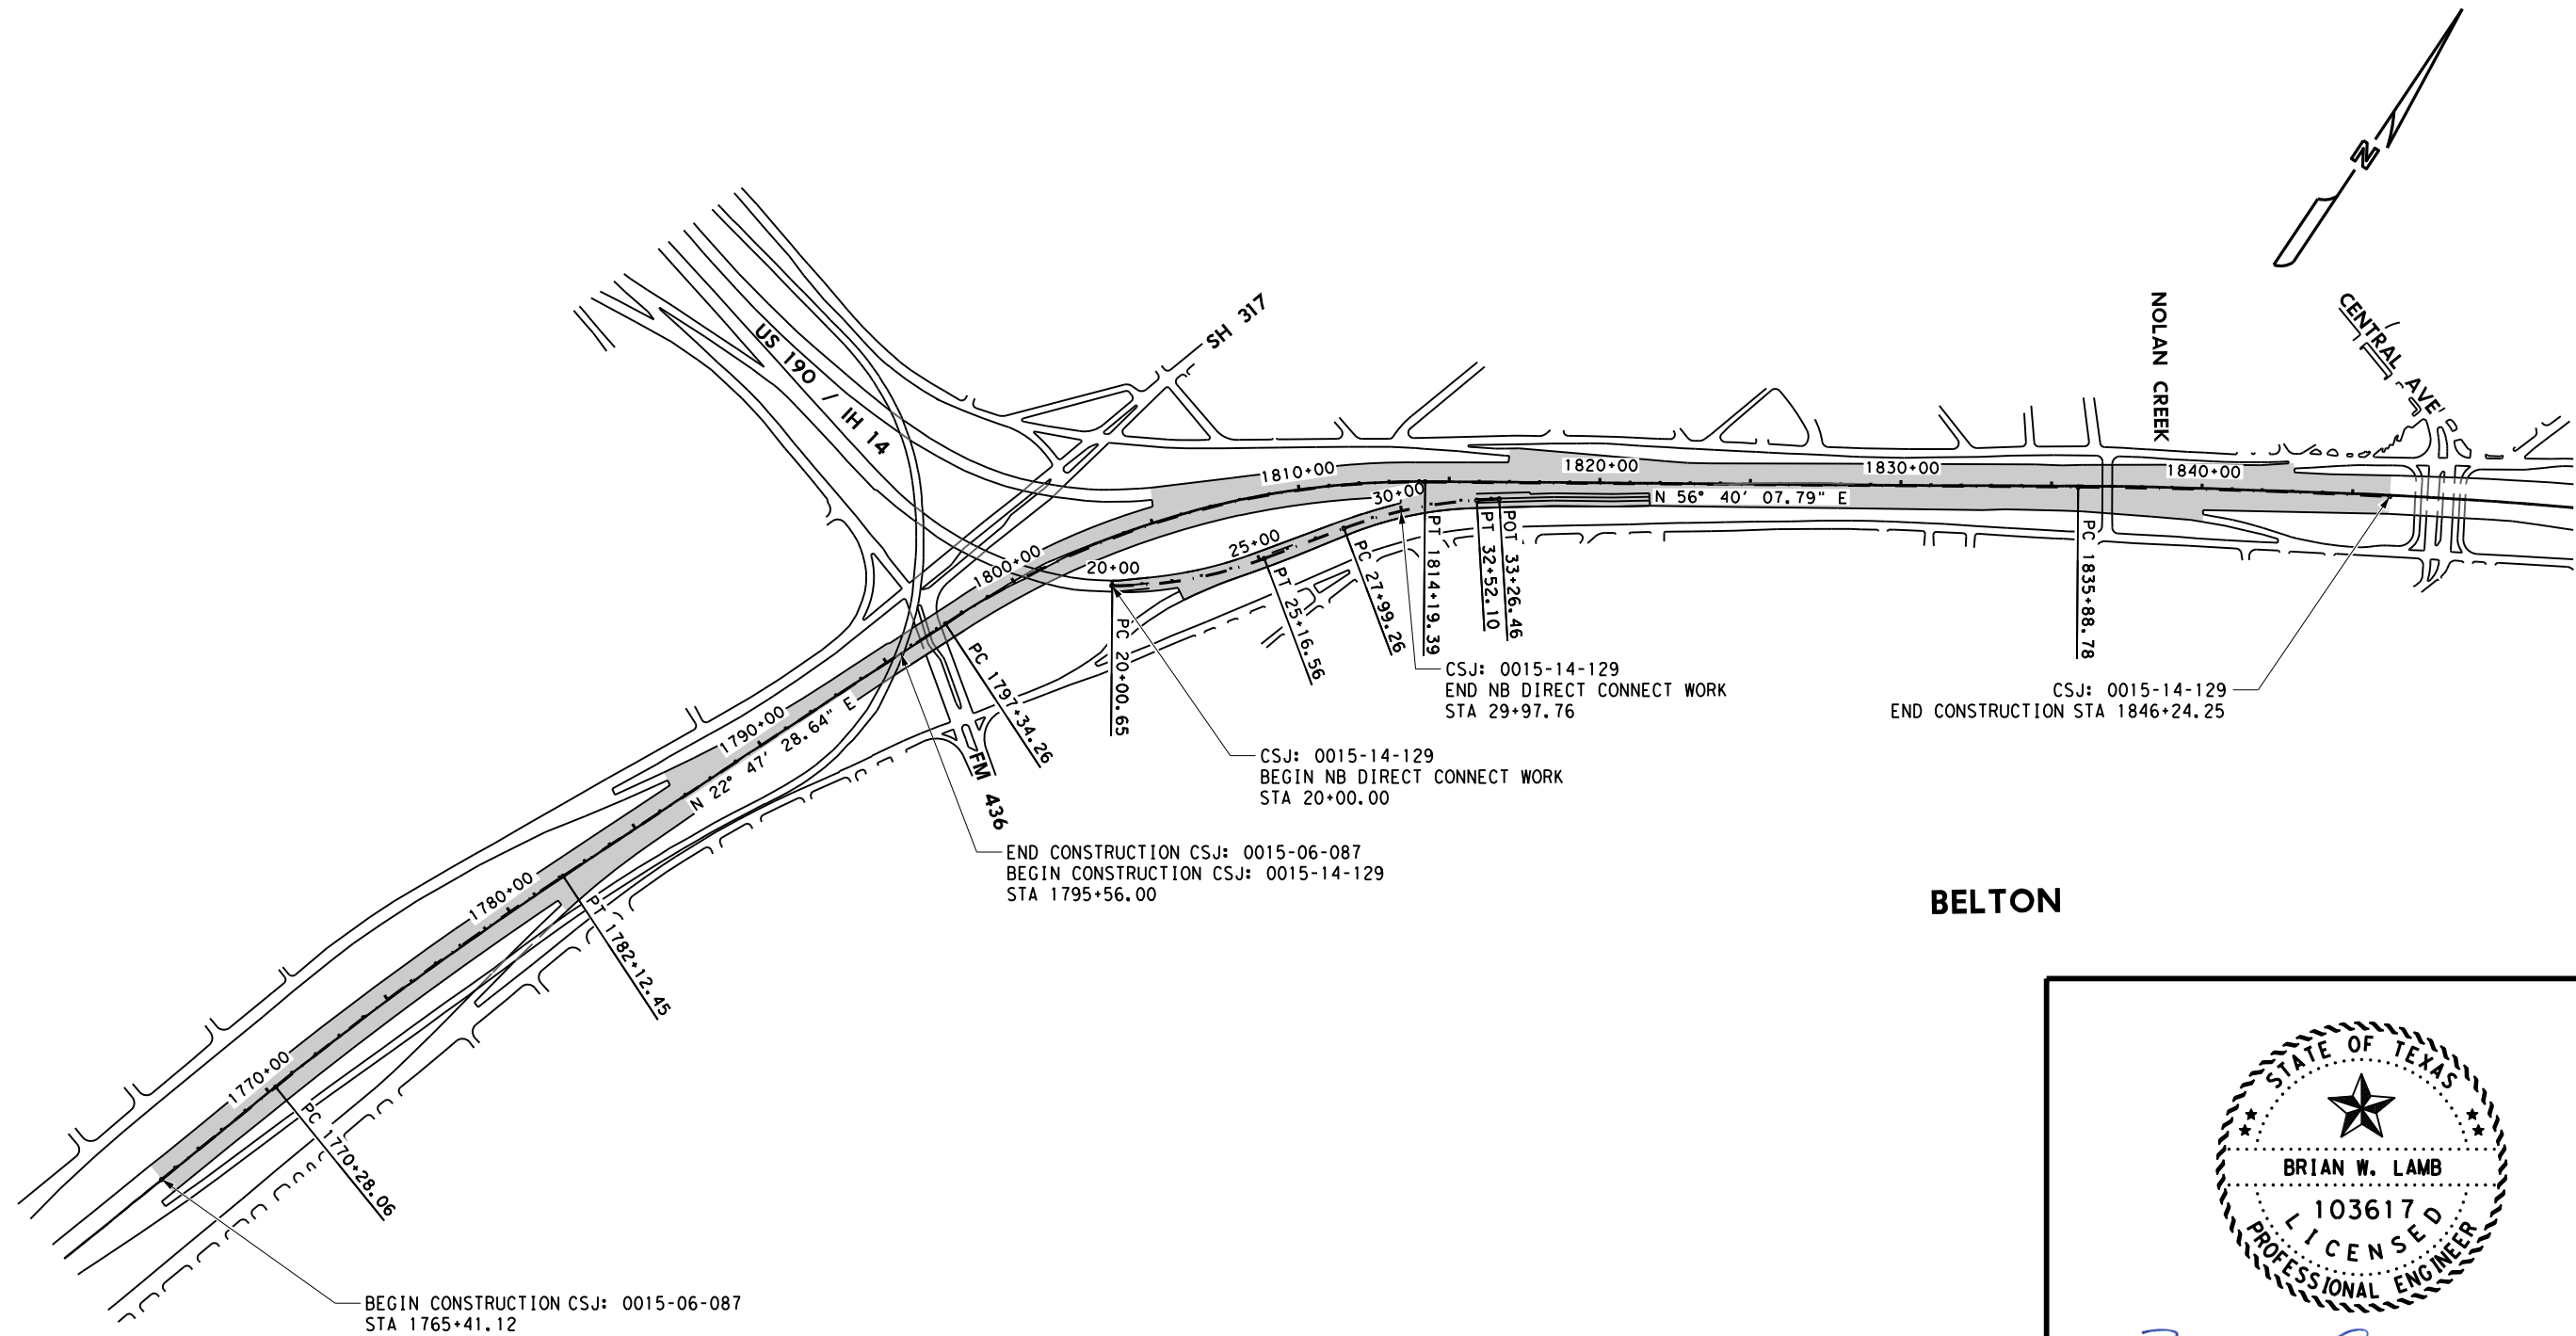 N
US 190 / IH 14
SH 317
NOLAN CREEK
CENTRAL AVE
1810+00
1820+00
1830+00
1840+00
30+00
N 56° 40' 07.79" E
25+00
20+00
1800+00
PT 1814+19.39
PT 32+52.10
POT 33+26.46
PC 1835+88.78
PC 27+99.26
PT 25+16.56
PC 20+00.65
PC 1797+34.26
CSJ: 0015-14-129
END NB DIRECT CONNECT WORK
STA 29+97.76
CSJ: 0015-14-129
END CONSTRUCTION STA 1846+24.25
1790+00
N 22° 47' 28.64" E
FM 436
CSJ: 0015-14-129
BEGIN NB DIRECT CONNECT WORK
STA 20+00.00
END CONSTRUCTION CSJ: 0015-06-087
BEGIN CONSTRUCTION CSJ: 0015-14-129
STA 1795+56.00
1780+00
PT 1782+12.45
BELTON
1770+00
PC 1770+28.06
BEGIN CONSTRUCTION CSJ: 0015-06-087
STA 1765+41.12
STATE OF TEXAS
BRIAN W. LAMB
103617
LICENSED
PROFESSIONAL ENGINEER